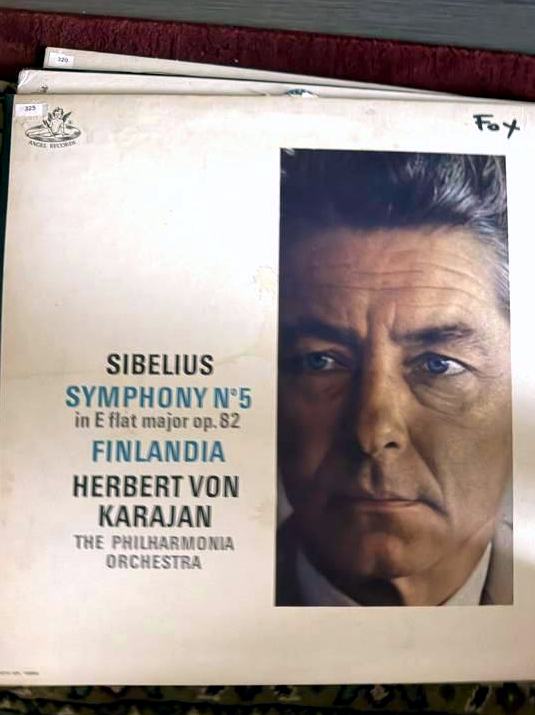 320
325
ANGEL RECORDS
Fox
SIBELIUS
SYMPHONY Nº5
in E flat major op.82
FINLANDIA
HERBERT VON
KARAJAN
THE PHILHARMONIA
ORCHESTRA